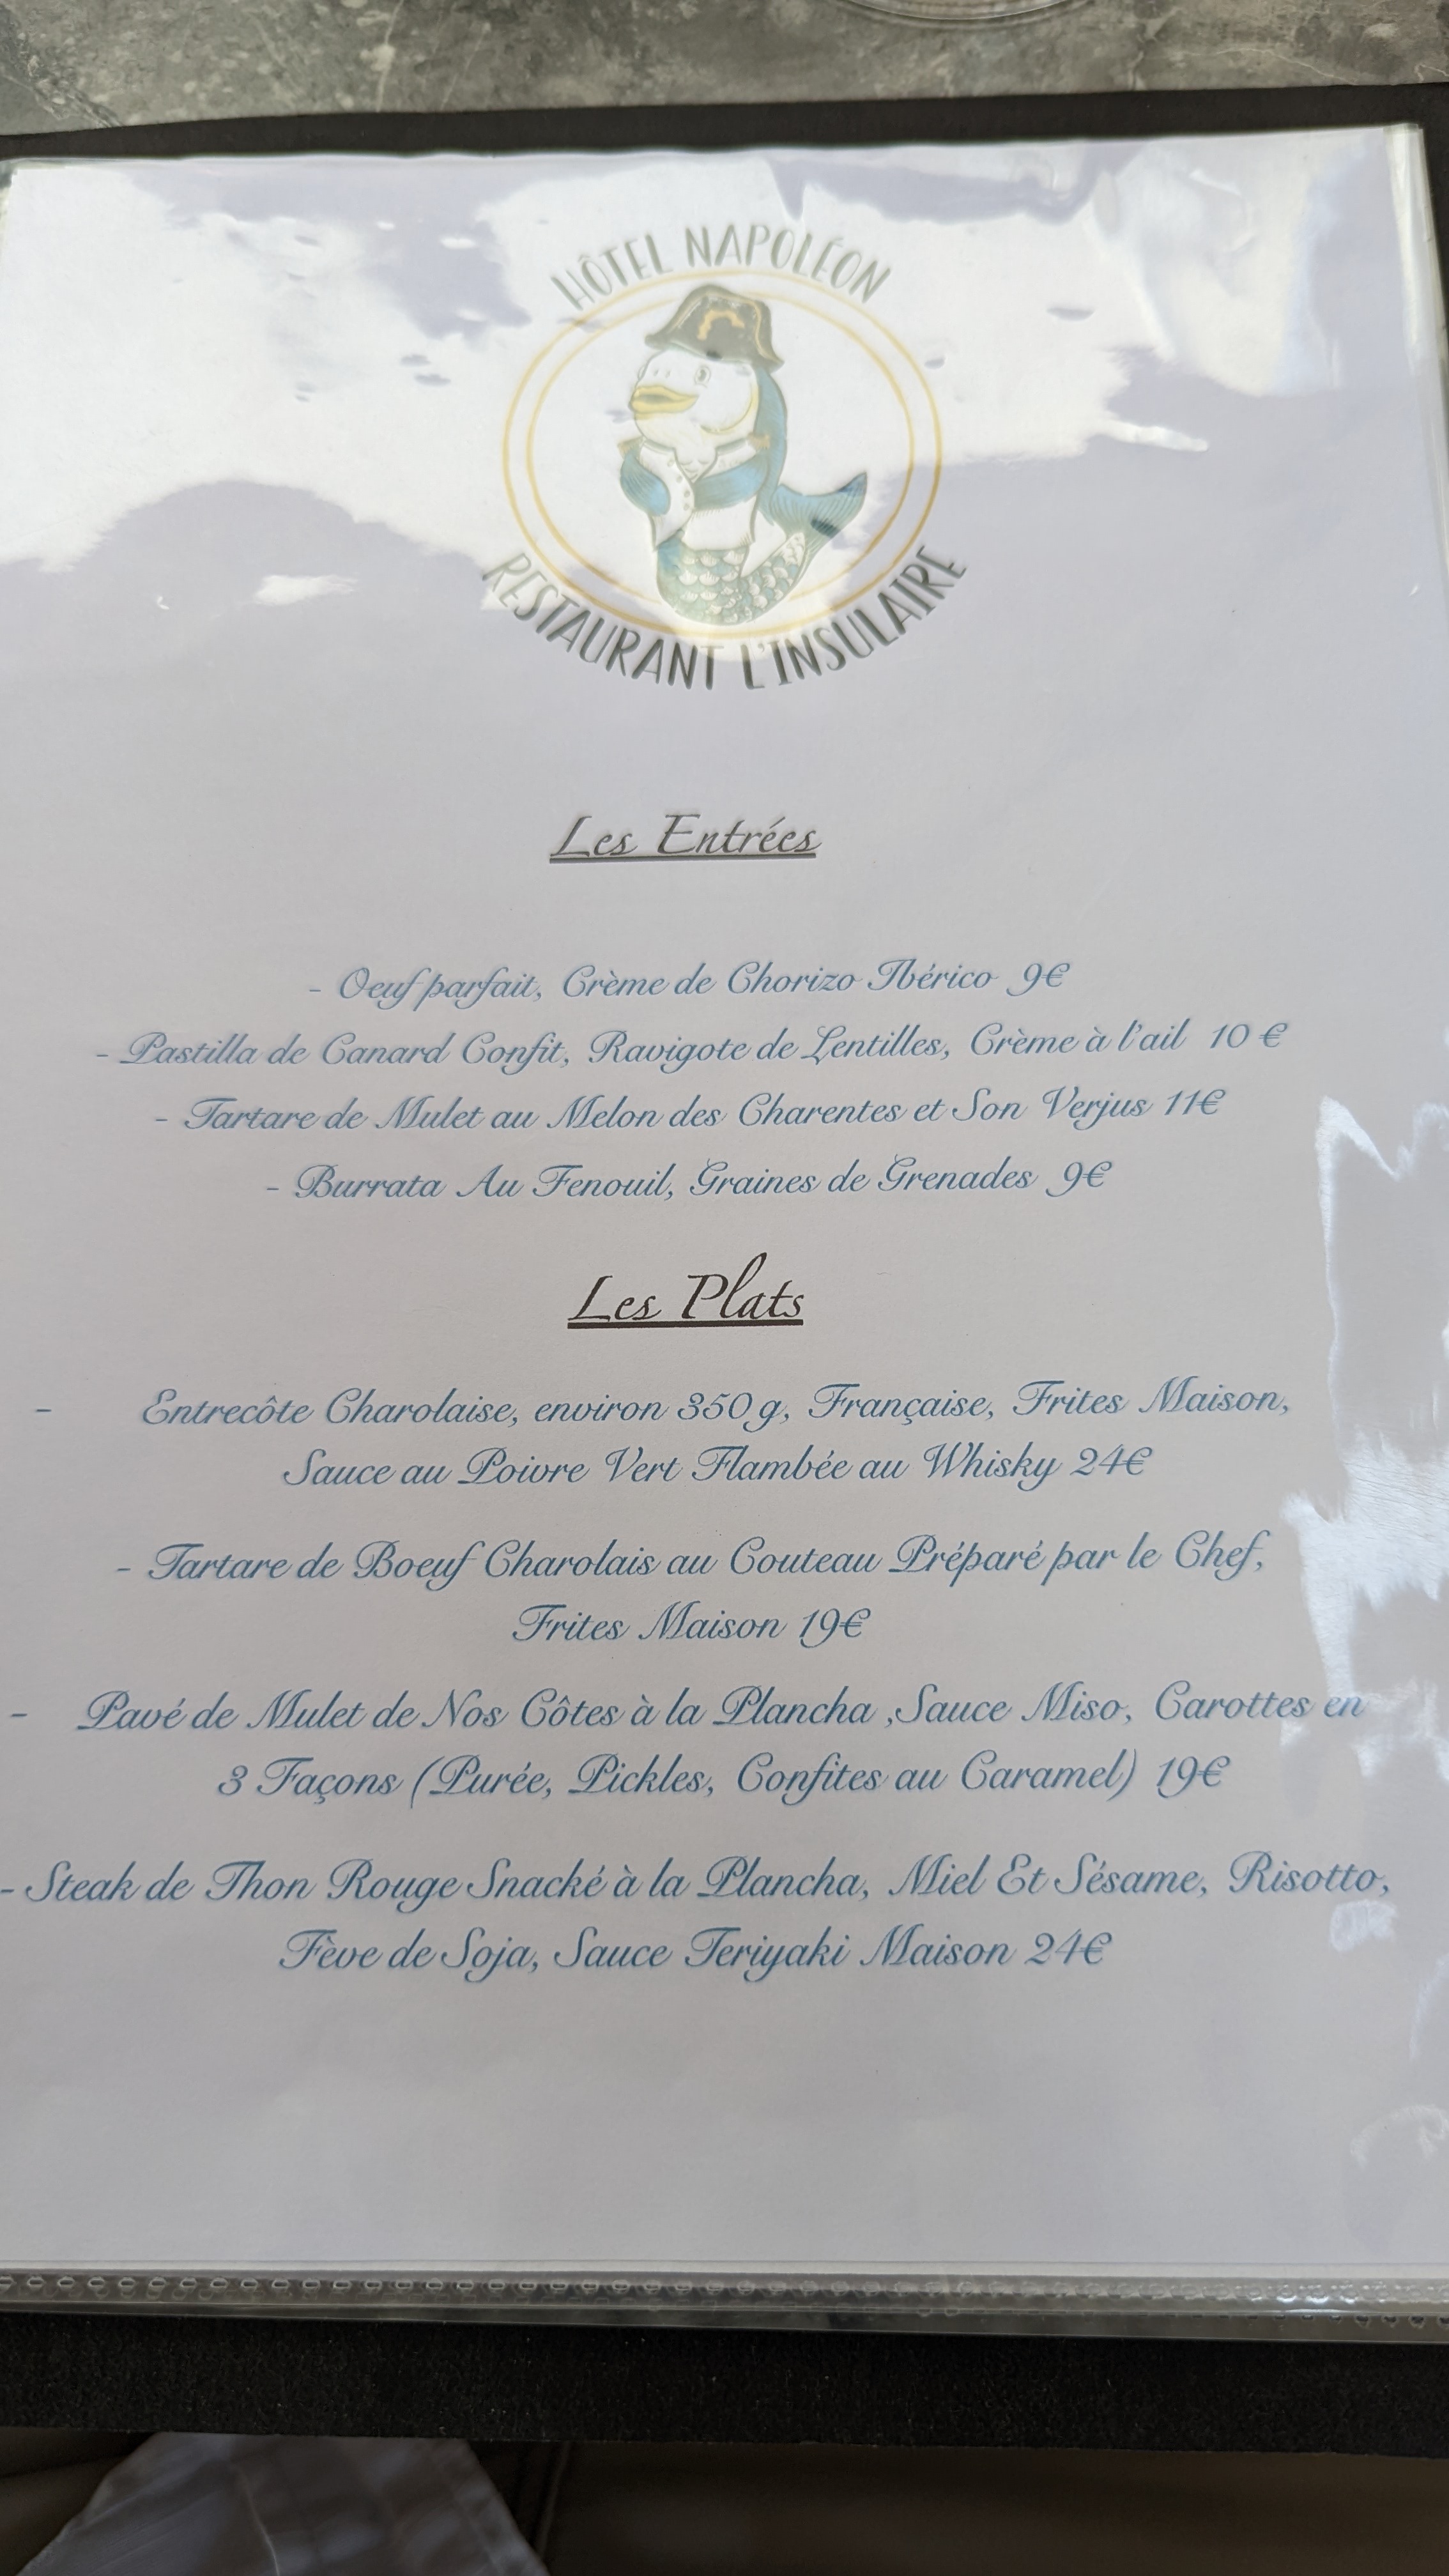 HÔTEL NAPOLÉON
RESTAURANT L'INSULAIRE
Les Entrées
- Oeuf parfait, Crème de Chorizo Ibérico 9€
- Pastilla de Canard Confit, Ravigote de Lentilles, Crème à l'ail 10 €
- Tartare de Mulet au Melon des Charentes et Son Verjus 11€
- Burrata Au Fenouil, Graines de Grenades 9€
Les Plats
- Entrecôte Charolaise, environ 350 g, Française, Frites Maison,
Sauce au Poivre Vert Flambée au Whisky 24€
- Tartare de Boeuf Charolais au Couteau Préparé par le Chef,
Frites Maison 19€
- Pavé de Mulet de Nos Côtes à la Plancha ,Sauce Miso, Carottes en
3 Façons (Purée, Pickles, Confites au Caramel) 19€
- Steak de Thon Rouge Snacké à la Plancha, Miel Et Sésame, Risotto,
Fève de Soja, Sauce Teriyaki Maison 24€